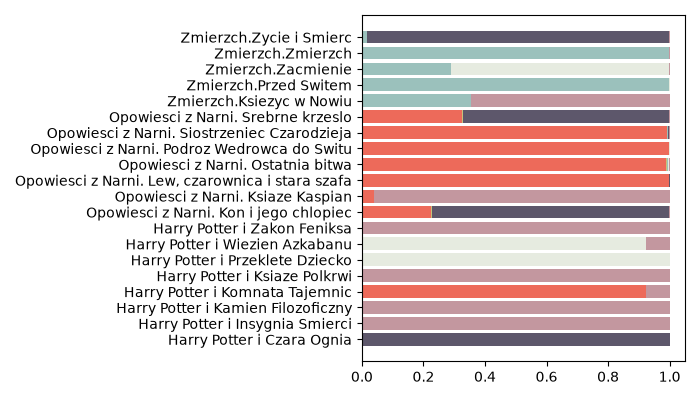 Zmierzch.Zycie i Smierc
Zmierzch.Zmierzch
Zmierzch.Zacmienie
Zmierzch.Przed Switem
Zmierzch.Ksiezyc w Nowiu
Opowiesci z Narni. Srebrne krzeslo
Opowiesci z Narni. Siostrzeniec Czarodzieja
Opowiesci z Narni. Podroz Wedrowca do Switu
Opowiesci z Narni. Ostatnia bitwa
Opowiesci z Narni. Lew, czarownica i stara szafa
Opowiesci z Narni. Ksiaze Kaspian
Opowiesci z Narni. Kon i jego chlopiec
Harry Potter i Zakon Feniksa
Harry Potter i Wiezien Azkabanu
Harry Potter i Przeklete Dziecko
Harry Potter i Ksiaze Polkrwi
Harry Potter i Komnata Tajemnic
Harry Potter i Kamien Filozoficzny
Harry Potter i Insygnia Smierci
Harry Potter i Czara Ognia
0.0 0.2 0.4 0.6 0.8 1.0